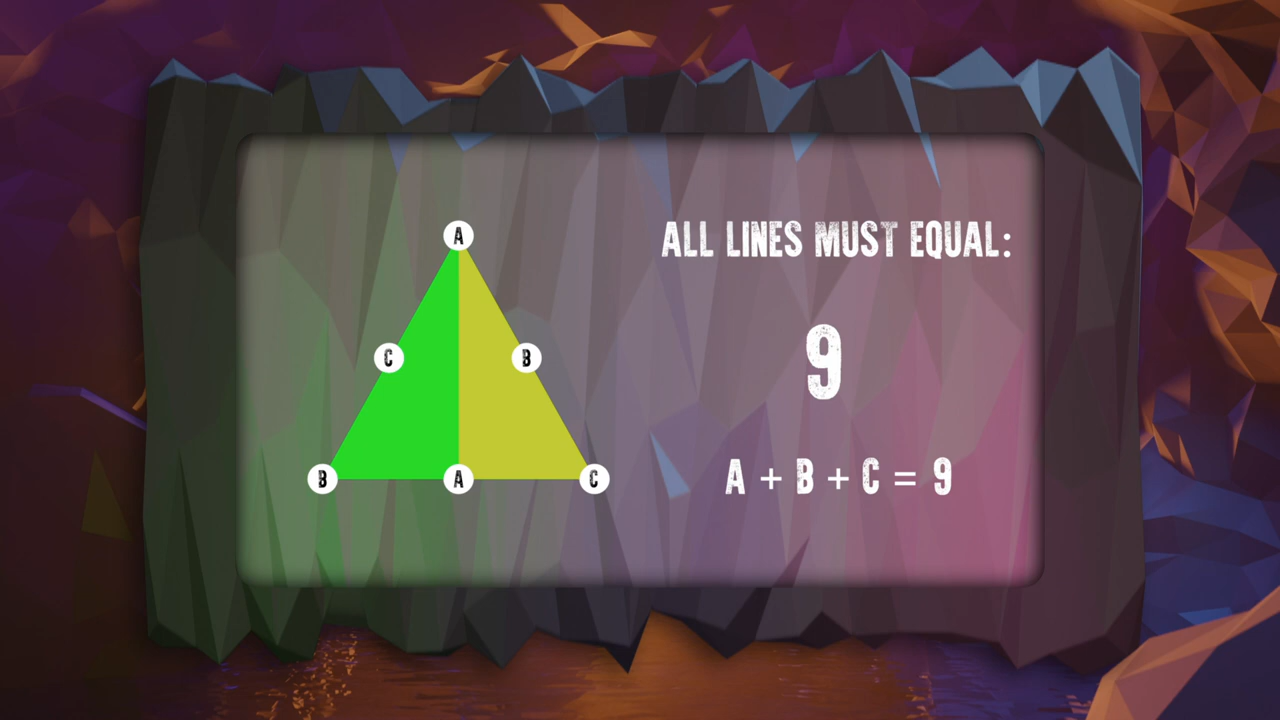 A
C B
B A C
ALL LINES MUST EQUAL:
9
A + B + C = 9